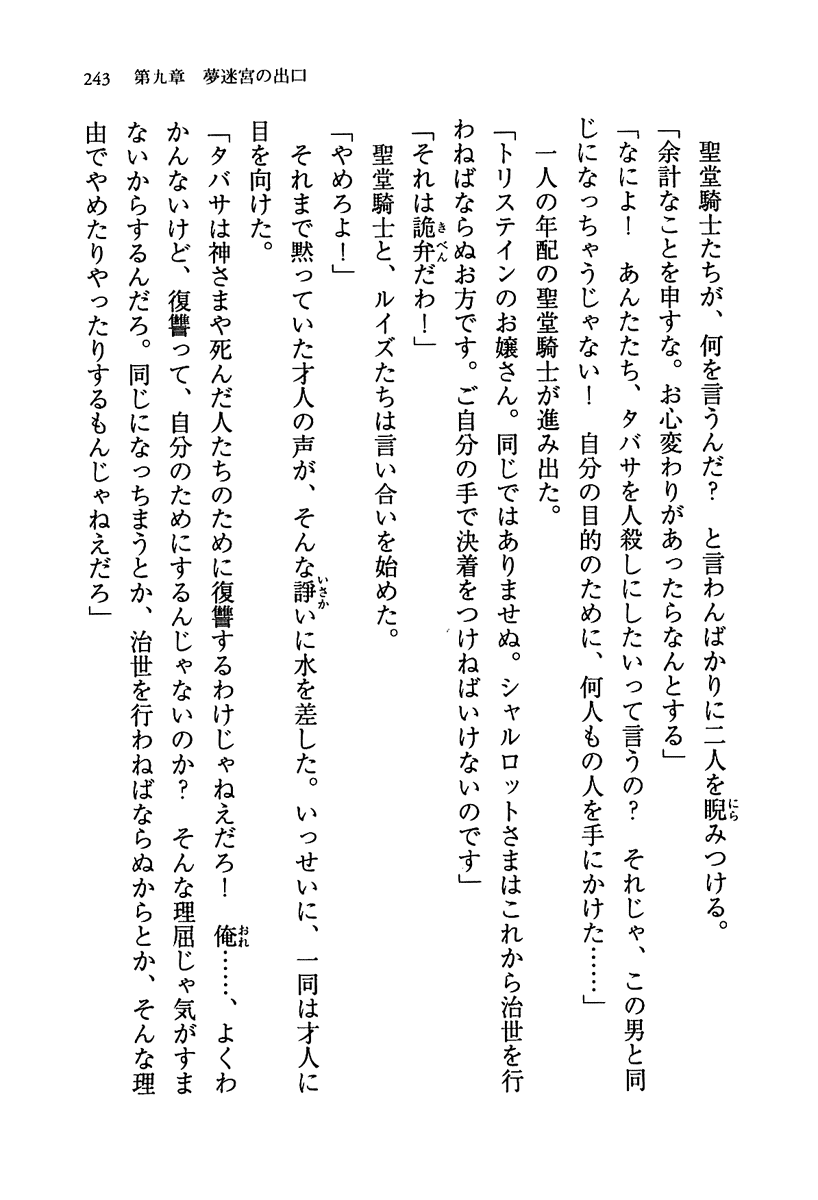 243　第九章　夢迷宮の出口
　聖堂騎士たちが、何を言うんだ？　と言わんばかりに二人を睨みつける。
「余計なことを申すな。お心変わりがあったらなんとする」
「なによ！　あんたたち、タバサを人殺しにしたいって言うの？　それじゃ、この男と同
じになっちゃうじゃない！　自分の目的のために、何人もの人を手にかけた……」
　一人の年配の聖堂騎士が進み出た。
「トリステインのお嬢さん。同じではありませぬ。シャルロットさまはこれから治世を行
わねばならぬお方です。ご自分の手で決着をつけねばいけないのです」
「それは詭弁だわ！」
　聖堂騎士と、ルイズたちは言い合いを始めた。
「やめろよ！」
　それまで黙っていた才人の声が、そんな諍いに水を差した。いっせいに、一同は才人に
目を向けた。
「タバサは神さまや死んだ人たちのために復讐するわけじゃねえだろ！　俺……、よくわ
かんないけど、復讐って、自分のためにするんじゃないのか？　そんな理屈じゃ気がすま
ないからするんだろ。同じになっちまうとか、治世を行わねばならぬからとか、そんな理
由でやめたりやったりするもんじゃねえだろ」